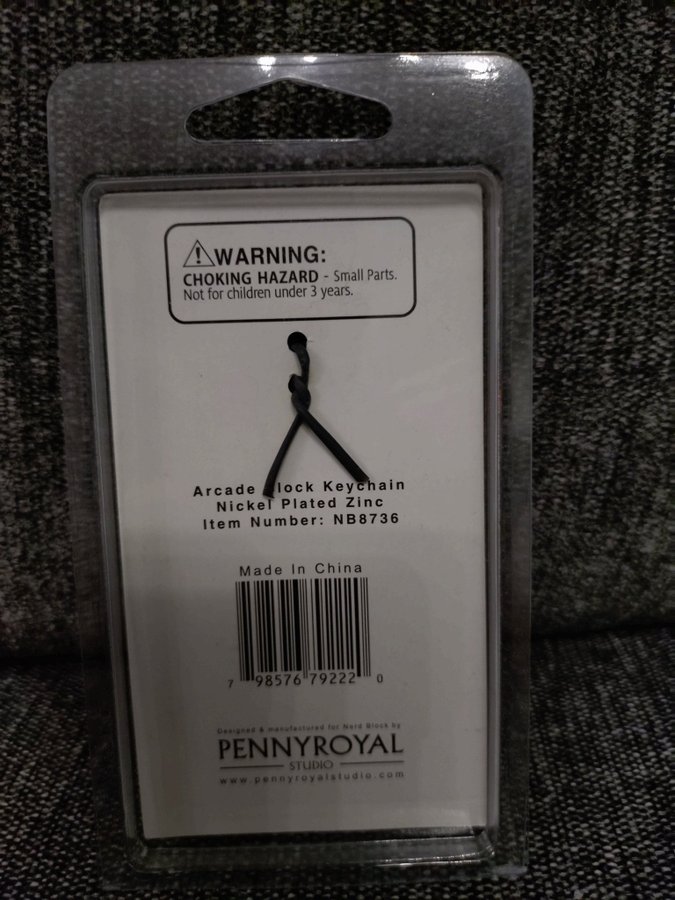 WARNING:
CHOKING HAZARD - Small Parts.
Not for children under 3 years.
Arcade lock Keychain
Nickel Plated Zinc
Item Number: NB8736
Made In China
7 98576 79222 0
Designed & manufactured for Nerd Block by
PENNYROYAL
STUDIO
www.pennyroyalstudio.com